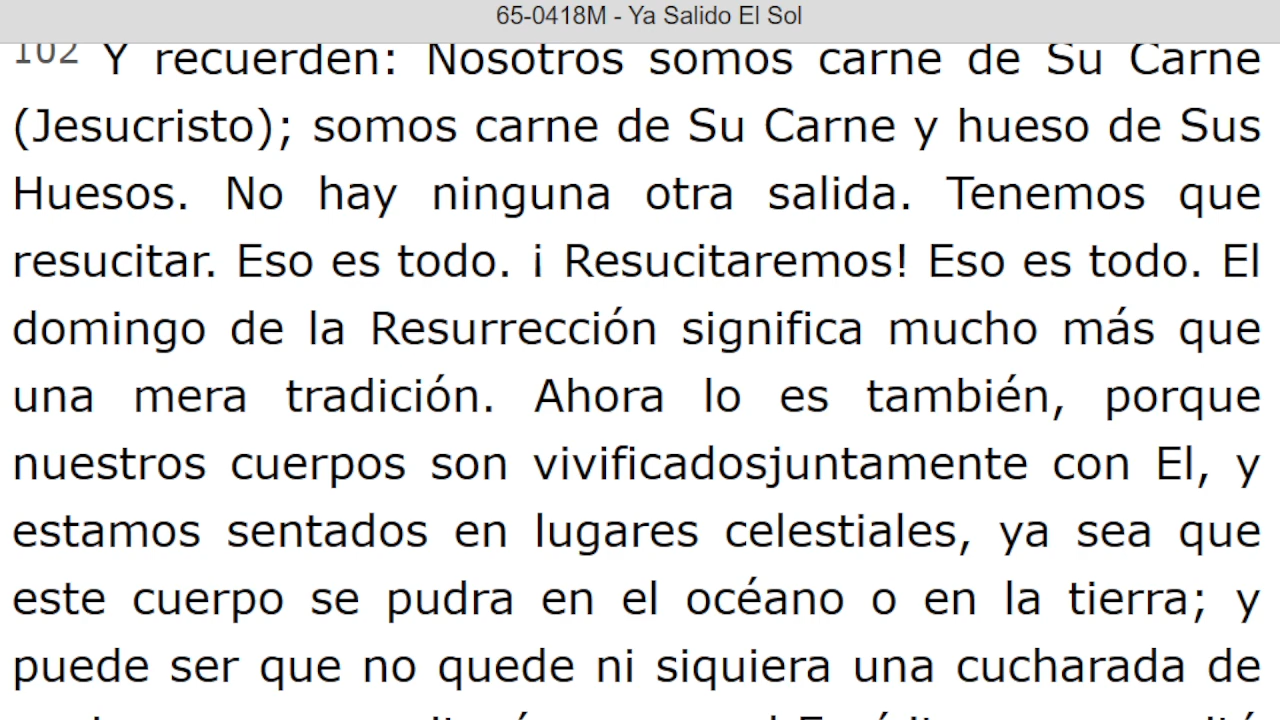 65-0418M - Ya Salido El Sol
102 Y recuerden: Nosotros somos carne de Su Carne
(Jesucristo); somos carne de Su Carne y hueso de Sus
Huesos. No hay ninguna otra salida. Tenemos que
resucitar. Eso es todo. ¡ Resucitaremos! Eso es todo. El
domingo de la Resurrección significa mucho más que
una mera tradición. Ahora lo es también, porque
nuestros cuerpos son vivificadosjuntamente con El, y
estamos sentados en lugares celestiales, ya sea que
este cuerpo se pudra en el océano o en la tierra; y
puede ser que no quede ni siquiera una cucharada de